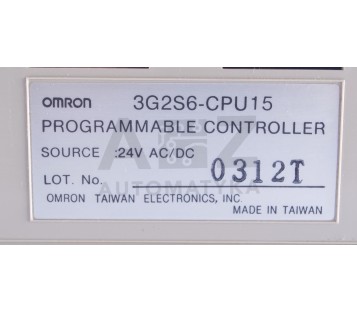 OMRON 3G2S6-CPU15
PROGRAMMABLE CONTROLLER
SOURCE :24V AC/DC
LOT. No. 0312T
OMRON TAIWAN ELECTRONICS, INC.
MADE IN TAIWAN
AUTOMATYKA